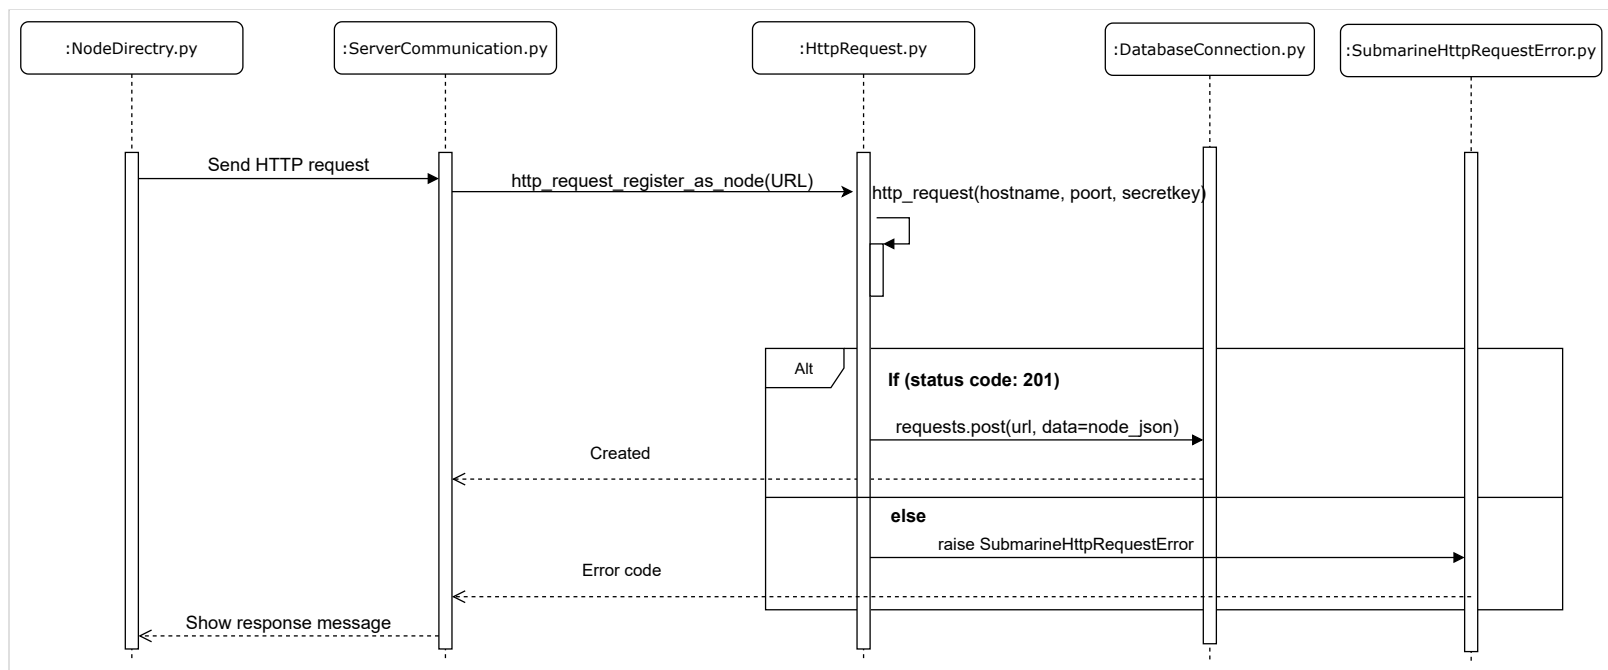 :NodeDirectry.py
:ServerCommunication.py
:HttpRequest.py
:DatabaseConnection.py
:SubmarineHttpRequestError.py
Send HTTP request
http_request_register_as_node(URL)
http_request(hostname, poort, secretkey)
Alt
If (status code: 201)
requests.post(url, data=node_json)
Created
else
raise SubmarineHttpRequestError
Error code
Show response message